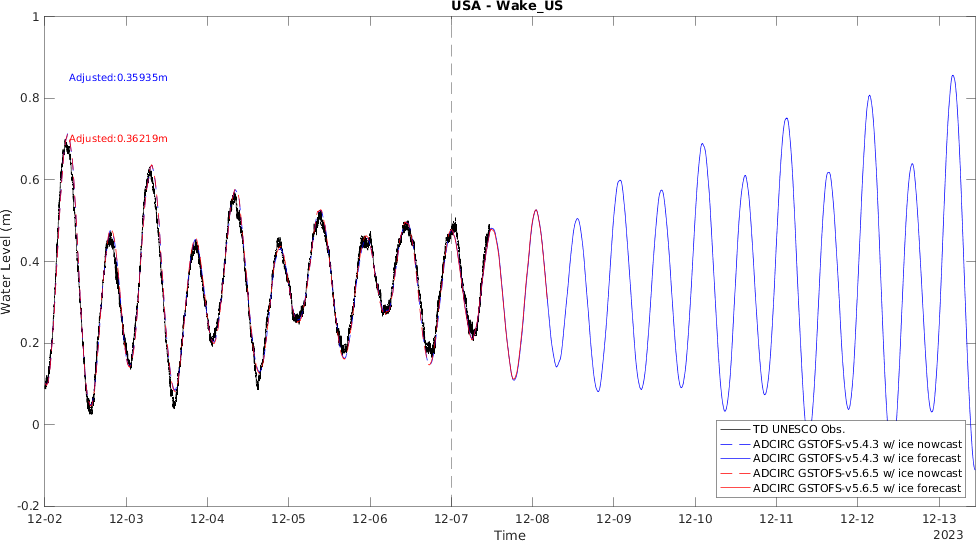 USA - Wake_US
1
0.8
0.6
0.4
0.2
0
-0.2
Water Level (m)
Adjusted:0.35935m
Adjusted:0.36219m
TD UNESCO Obs.
ADCIRC GSTOFS-v5.4.3 w/ ice nowcast
ADCIRC GSTOFS-v5.4.3 w/ ice forecast
ADCIRC GSTOFS-v5.6.5 w/ ice nowcast
ADCIRC GSTOFS-v5.6.5 w/ ice forecast
12-02 12-03 12-04 12-05 12-06 12-07 12-08 12-09 12-10 12-11 12-12 12-13
Time
2023